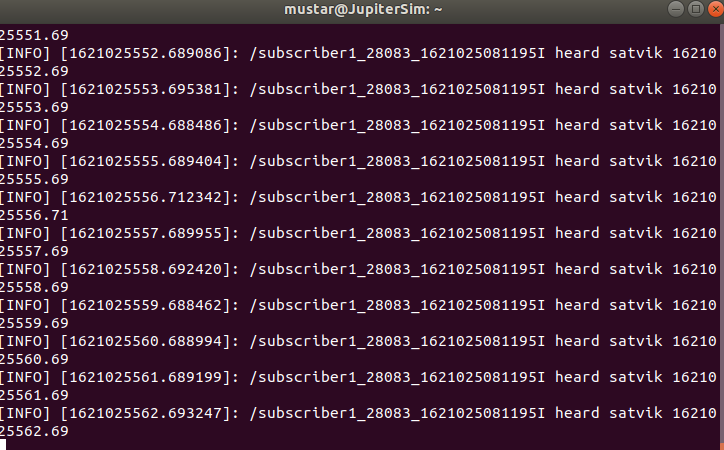 mustar@JupiterSim: ~
25551.69
[INFO] [1621025552.689086]: /subscriber1_28083_1621025081195I heard satvik 16210
25552.69
[INFO] [1621025553.695381]: /subscriber1_28083_1621025081195I heard satvik 16210
25553.69
[INFO] [1621025554.688486]: /subscriber1_28083_1621025081195I heard satvik 16210
25554.69
[INFO] [1621025555.689404]: /subscriber1_28083_1621025081195I heard satvik 16210
25555.69
[INFO] [1621025556.712342]: /subscriber1_28083_1621025081195I heard satvik 16210
25556.71
[INFO] [1621025557.689955]: /subscriber1_28083_1621025081195I heard satvik 16210
25557.69
[INFO] [1621025558.692420]: /subscriber1_28083_1621025081195I heard satvik 16210
25558.69
[INFO] [1621025559.688462]: /subscriber1_28083_1621025081195I heard satvik 16210
25559.69
[INFO] [1621025560.688994]: /subscriber1_28083_1621025081195I heard satvik 16210
25560.69
[INFO] [1621025561.689199]: /subscriber1_28083_1621025081195I heard satvik 16210
25561.69
[INFO] [1621025562.693247]: /subscriber1_28083_1621025081195I heard satvik 16210
25562.69